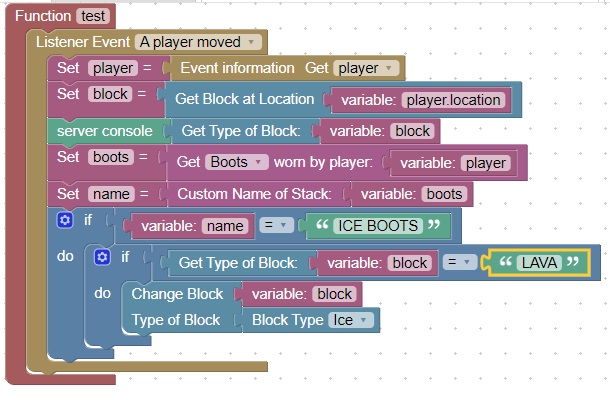 Function test
Listener Event A player moved
Set player = Event information Get player
Set block = Get Block at Location variable: player.location
server console Get Type of Block: variable: block
Set boots = Get Boots worn by player: variable: player
Set name = Custom Name of Stack: variable: boots
if variable: name = “ ICE BOOTS ”
do if Get Type of Block: variable: block = “ LAVA ”
do Change Block variable: block
Type of Block Block Type Ice